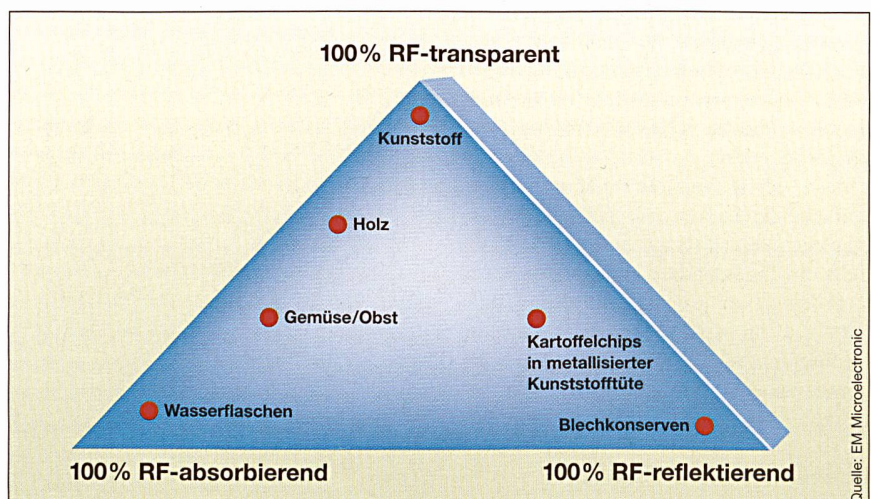 100% RF-transparent
Kunststoff
Holz
Gemüse/Obst
Kartoffelchips
in metallisierter
Kunststofftüte
Wasserflaschen
Blechkonserven
100% RF-absorbierend
100% RF-reflektierend
Quelle: EM Microelectronic